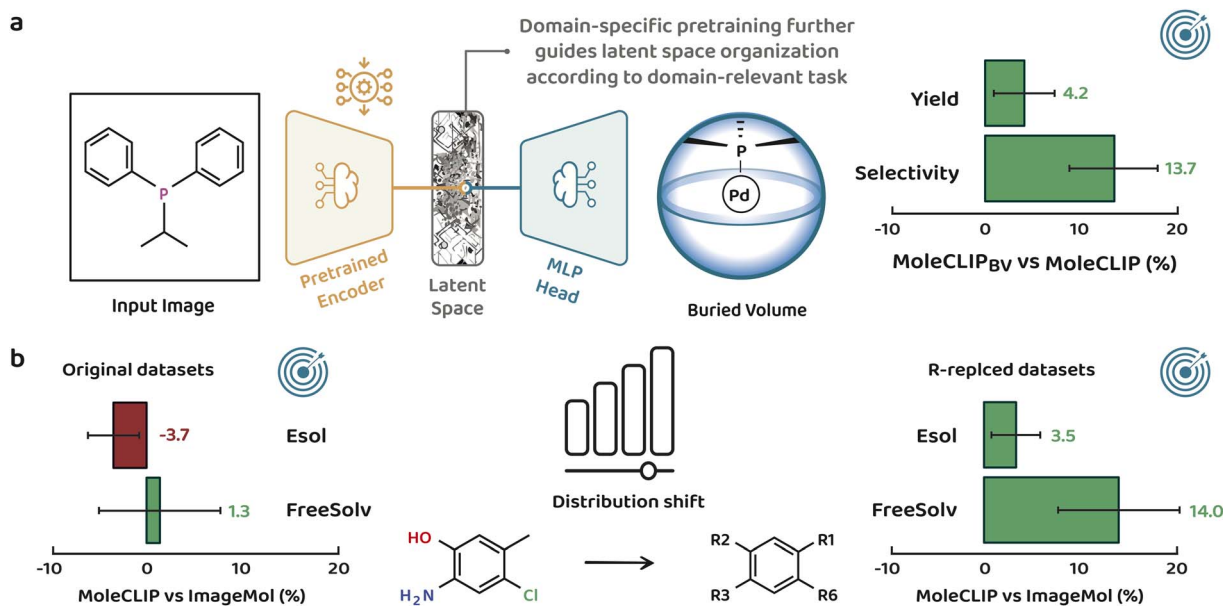 a
Domain-specific pretraining further
guides latent space organization
according to domain-relevant task
P
Input Image
Pretrained
Encoder
Latent
Space
MLP
Head
P
Pd
Buried Volume
Yield
4.2
Selectivity
13.7
-10 0 10 20
MoleCLIPBV vs MoleCLIP (%)
b
Original datasets
-3.7
Esol
1.3
FreeSolv
-10 0 10 20
MoleCLIP vs ImageMol (%)
Distribution shift
HO
H₂N
Cl
R2
R1
R3
R6
R-replced datasets
Esol
3.5
FreeSolv
14.0
-10 0 10 20
MoleCLIP vs ImageMol (%)